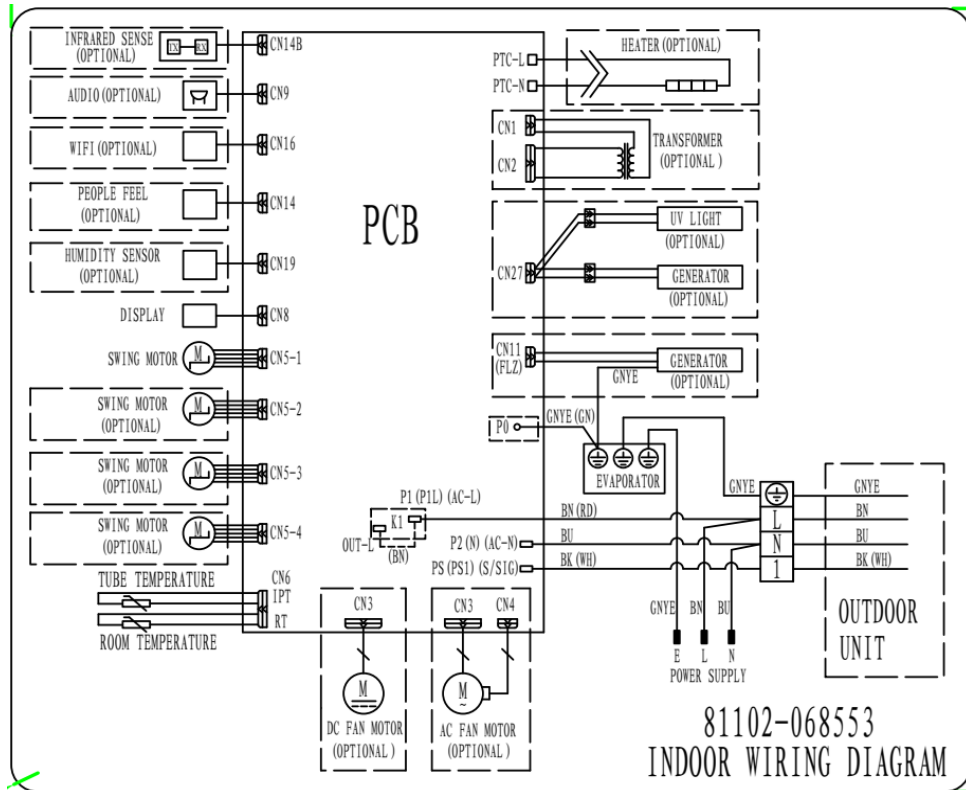 INFRARED SENSE
(OPTIONAL)
TX
RX
CN14B
AUDIO(OPTIONAL)
CN9
WIFI(OPTIONAL)
CN16
PEOPLE FEEL
(OPTIONAL)
CN14
HUMIDITY SENSOR
(OPTIONAL)
CN19
DISPLAY
CN8
SWING MOTOR
M
CN5-1
SWING MOTOR
(OPTIONAL)
M
CN5-2
SWING MOTOR
(OPTIONAL)
M
CN5-3
SWING MOTOR
(OPTIONAL)
M
CN5-4
TUBE TEMPERATURE
CN6
IPT
RT
ROOM TEMPERATURE
PCB
PTC-L
PTC-N
HEATER(OPTIONAL)
CN1
CN2
TRANSFORMER
(OPTIONAL )
CN27
UV LIGHT
(OPTIONAL)
GENERATOR
(OPTIONAL)
CN11
(FLZ)
GENERATOR
(OPTIONAL)
GNYE
P0
GNYE(GN)
EVAPORATOR
P1(P1L)(AC-L)
K1
OUT-L
(BN)
P2(N)(AC-N)
PS(PS1)(S/SIG)
BN(RD)
BU
BK(WH)
GNYE
L
N
1
GNYE
BN
BU
BK(WH)
OUTDOOR
UNIT
GNYE
BN
BU
E
L
N
POWER SUPPLY
CN3
M
DC FAN MOTOR
(OPTIONAL )
CN3
CN4
M
~
AC FAN MOTOR
(OPTIONAL )
81102-068553
INDOOR WIRING DIAGRAM